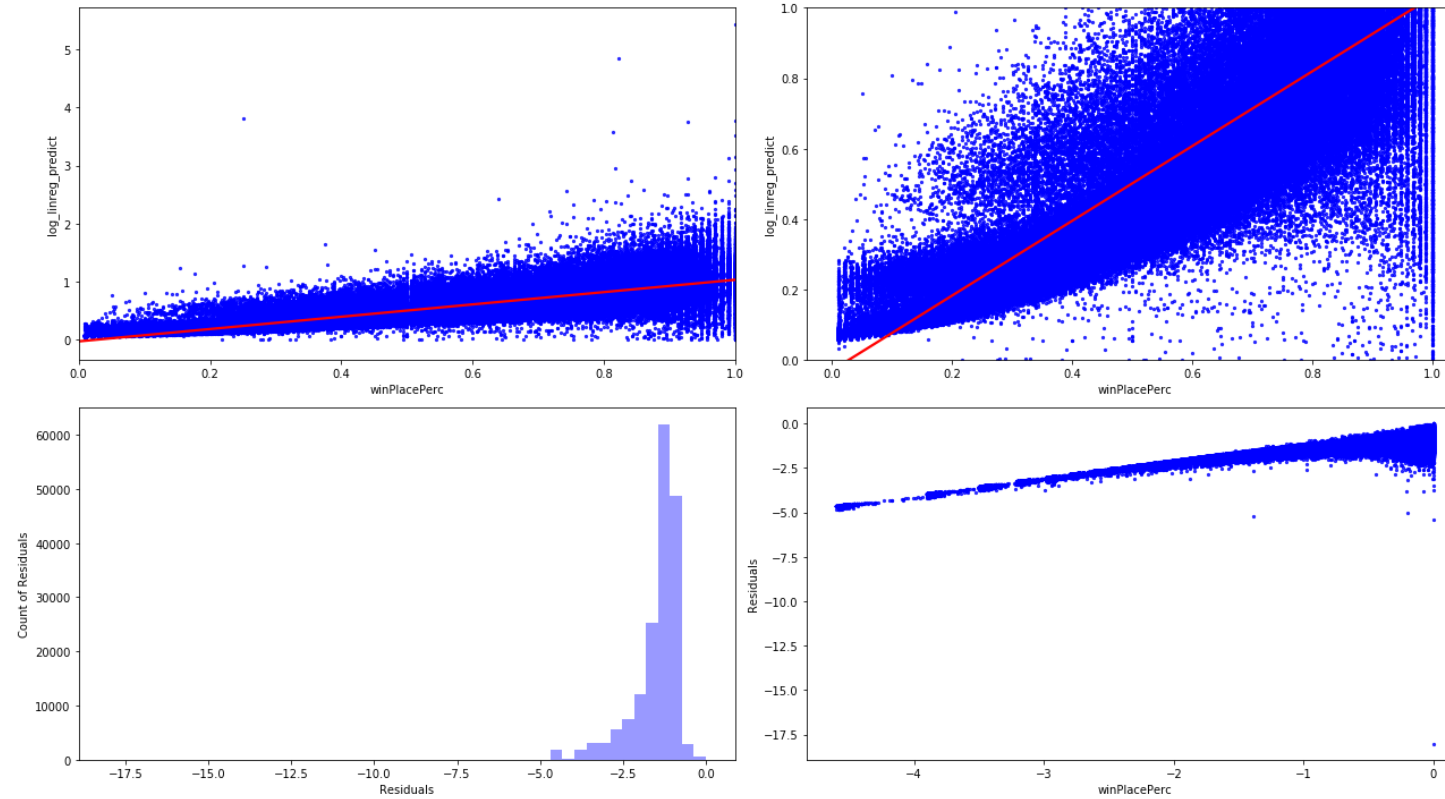 5
4
3
2
1
0
log_linreg_predict
0.0 0.2 0.4 0.6 0.8 1.0
winPlacePerc
1.0
0.8
0.6
0.4
0.2
0.0
log_linreg_predict
0.0 0.2 0.4 0.6 0.8 1.0
winPlacePerc
60000
50000
40000
30000
20000
10000
0
Count of Residuals
−17.5 −15.0 −12.5 −10.0 −7.5 −5.0 −2.5 0.0
Residuals
0.0
−2.5
−5.0
−7.5
−10.0
−12.5
−15.0
−17.5
Residuals
−4 −3 −2 −1 0
winPlacePerc